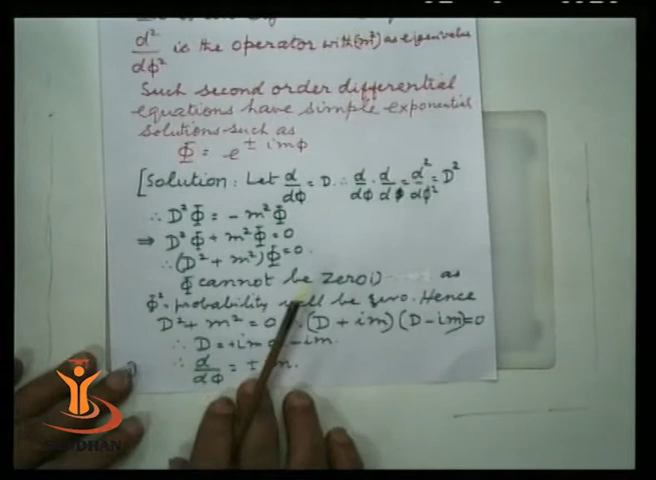 d²/dϕ² is the operator with (m²) as eigenvalue
Such second order differential
equations have simple exponential
solutions such as
Φ = e^± imϕ
[Solution: Let d/dϕ = D. ∴ d/dϕ · d/dϕ = d²/dϕ² = D²
∴ D²Φ = - m²Φ
⇒ D²Φ + m²Φ = 0
∴ (D² + m²)Φ = 0.
Φ cannot be zero as
Φ² probability will be zero. Hence
D² + m² = 0 (D + im)(D - im) = 0
∴ D = +im - im.
∴ d/dϕ = ±